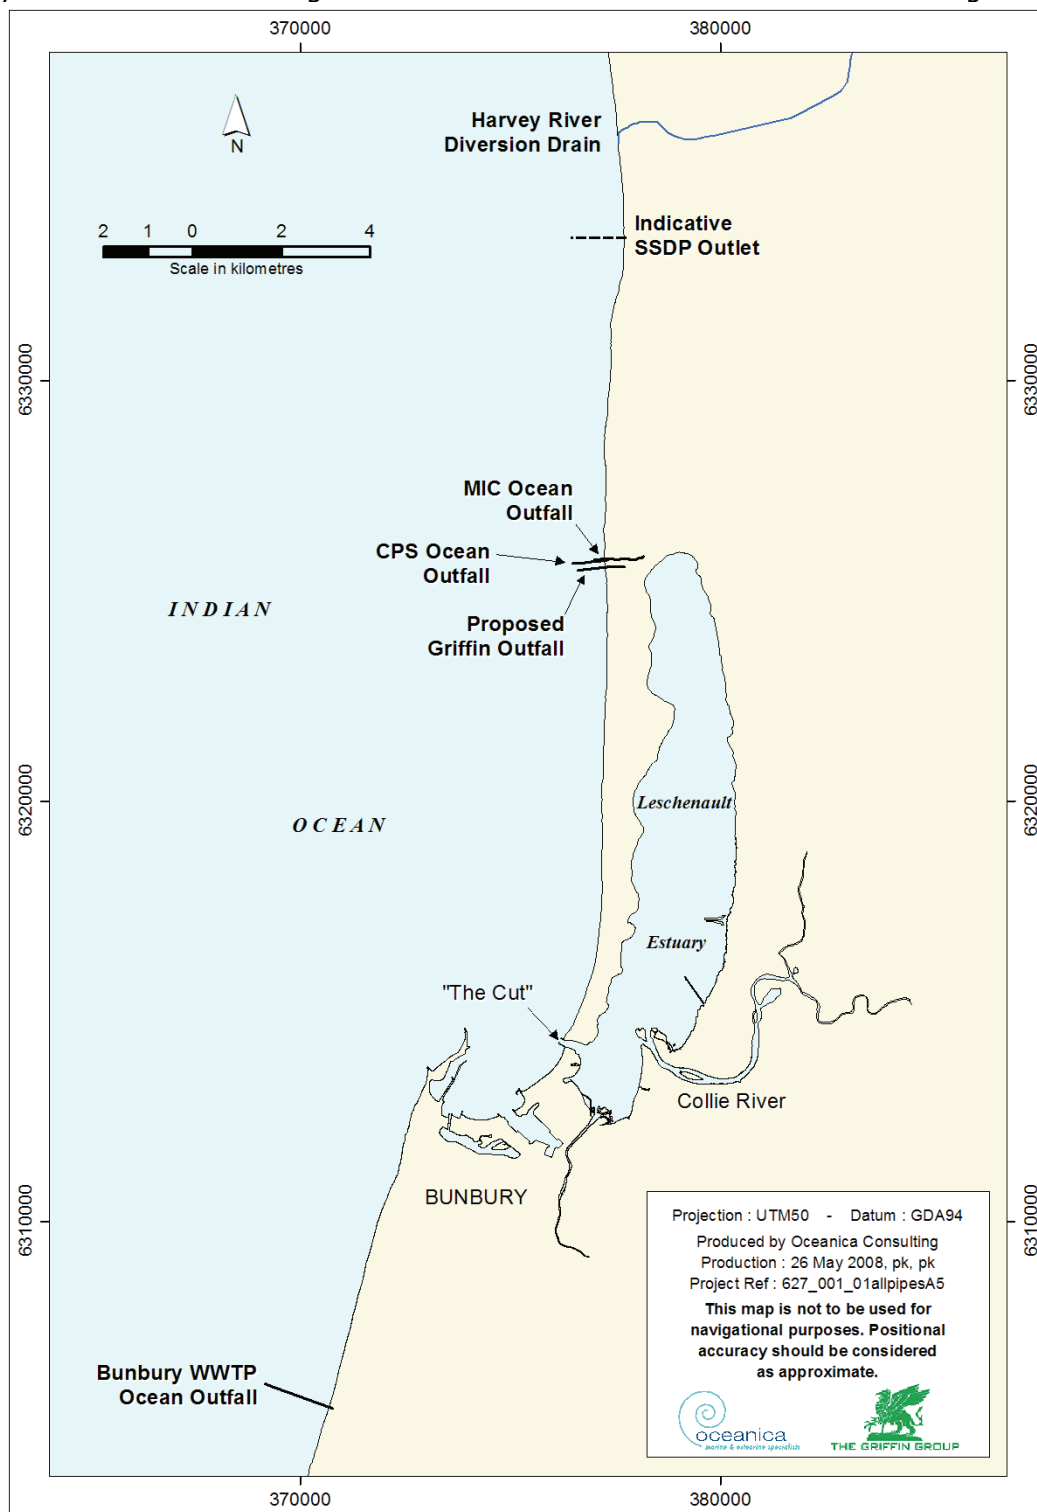 370000
380000
Harvey River
Diversion Drain
N
Indicative
SSDP Outlet
2 1 0 2 4
Scale in kilometres
6330000
6330000
MIC Ocean
Outfall
CPS Ocean
Outfall
INDIAN
Proposed
Griffin Outfall
6320000
Leschenault
6320000
OCEAN
Estuary
"The Cut"
Collie River
BUNBURY
6310000
6310000
Projection : UTM50 - Datum : GDA94
Produced by Oceanica Consulting
Production : 26 May 2008, pk, pk
Project Ref : 627_001_01allpipesA5
This map is not to be used for
navigational purposes. Positional
accuracy should be considered
as approximate.
Bunbury WWTP
Ocean Outfall
oceanica
marine & estuarine specialists
THE GRIFFIN GROUP
370000
380000